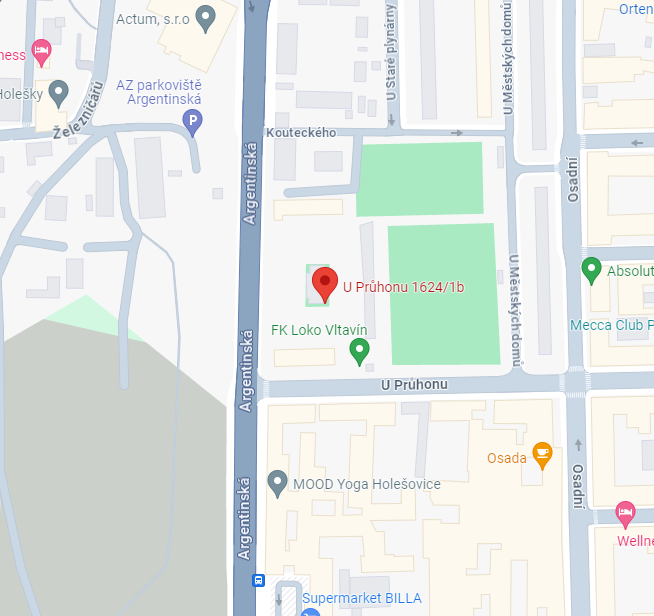 Orten
Actum, s.r.o
ness
U Staré plynárny
U Městských domů
AZ parkoviště
Argentinská
P
Holešky
Železničářů
Kouteckého
Argentinská
Osadní
U Městských domů
Absolut
U Průhonu 1624/1b
Mecca Club P
FK Loko Vltavín
Argentinská
U Průhonu
Osada
MOOD Yoga Holešovice
Argentinská
Osadní
Wellne
Supermarket BILLA